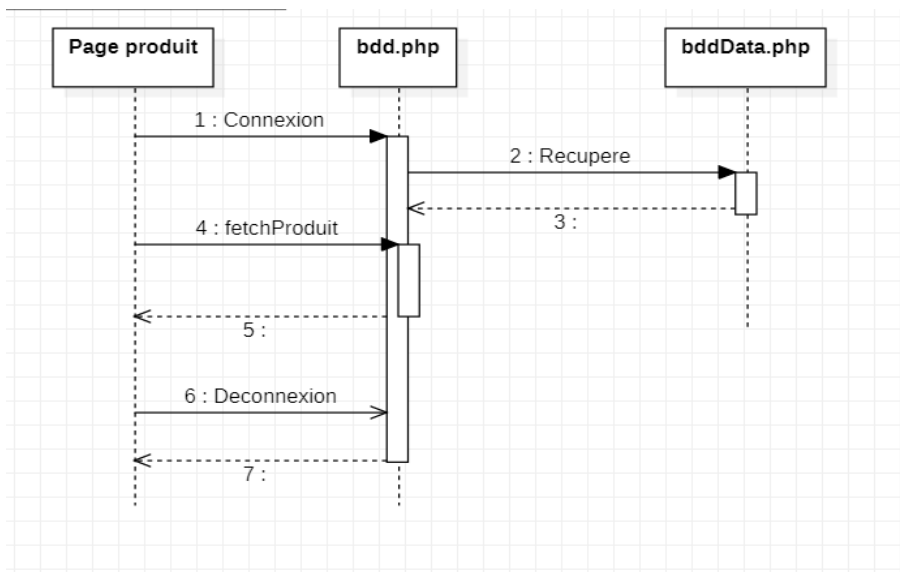 Page produit
bdd.php
bddData.php
1 : Connexion
2 : Recupere
3 :
4 : fetchProduit
5 :
6 : Deconnexion
7 :